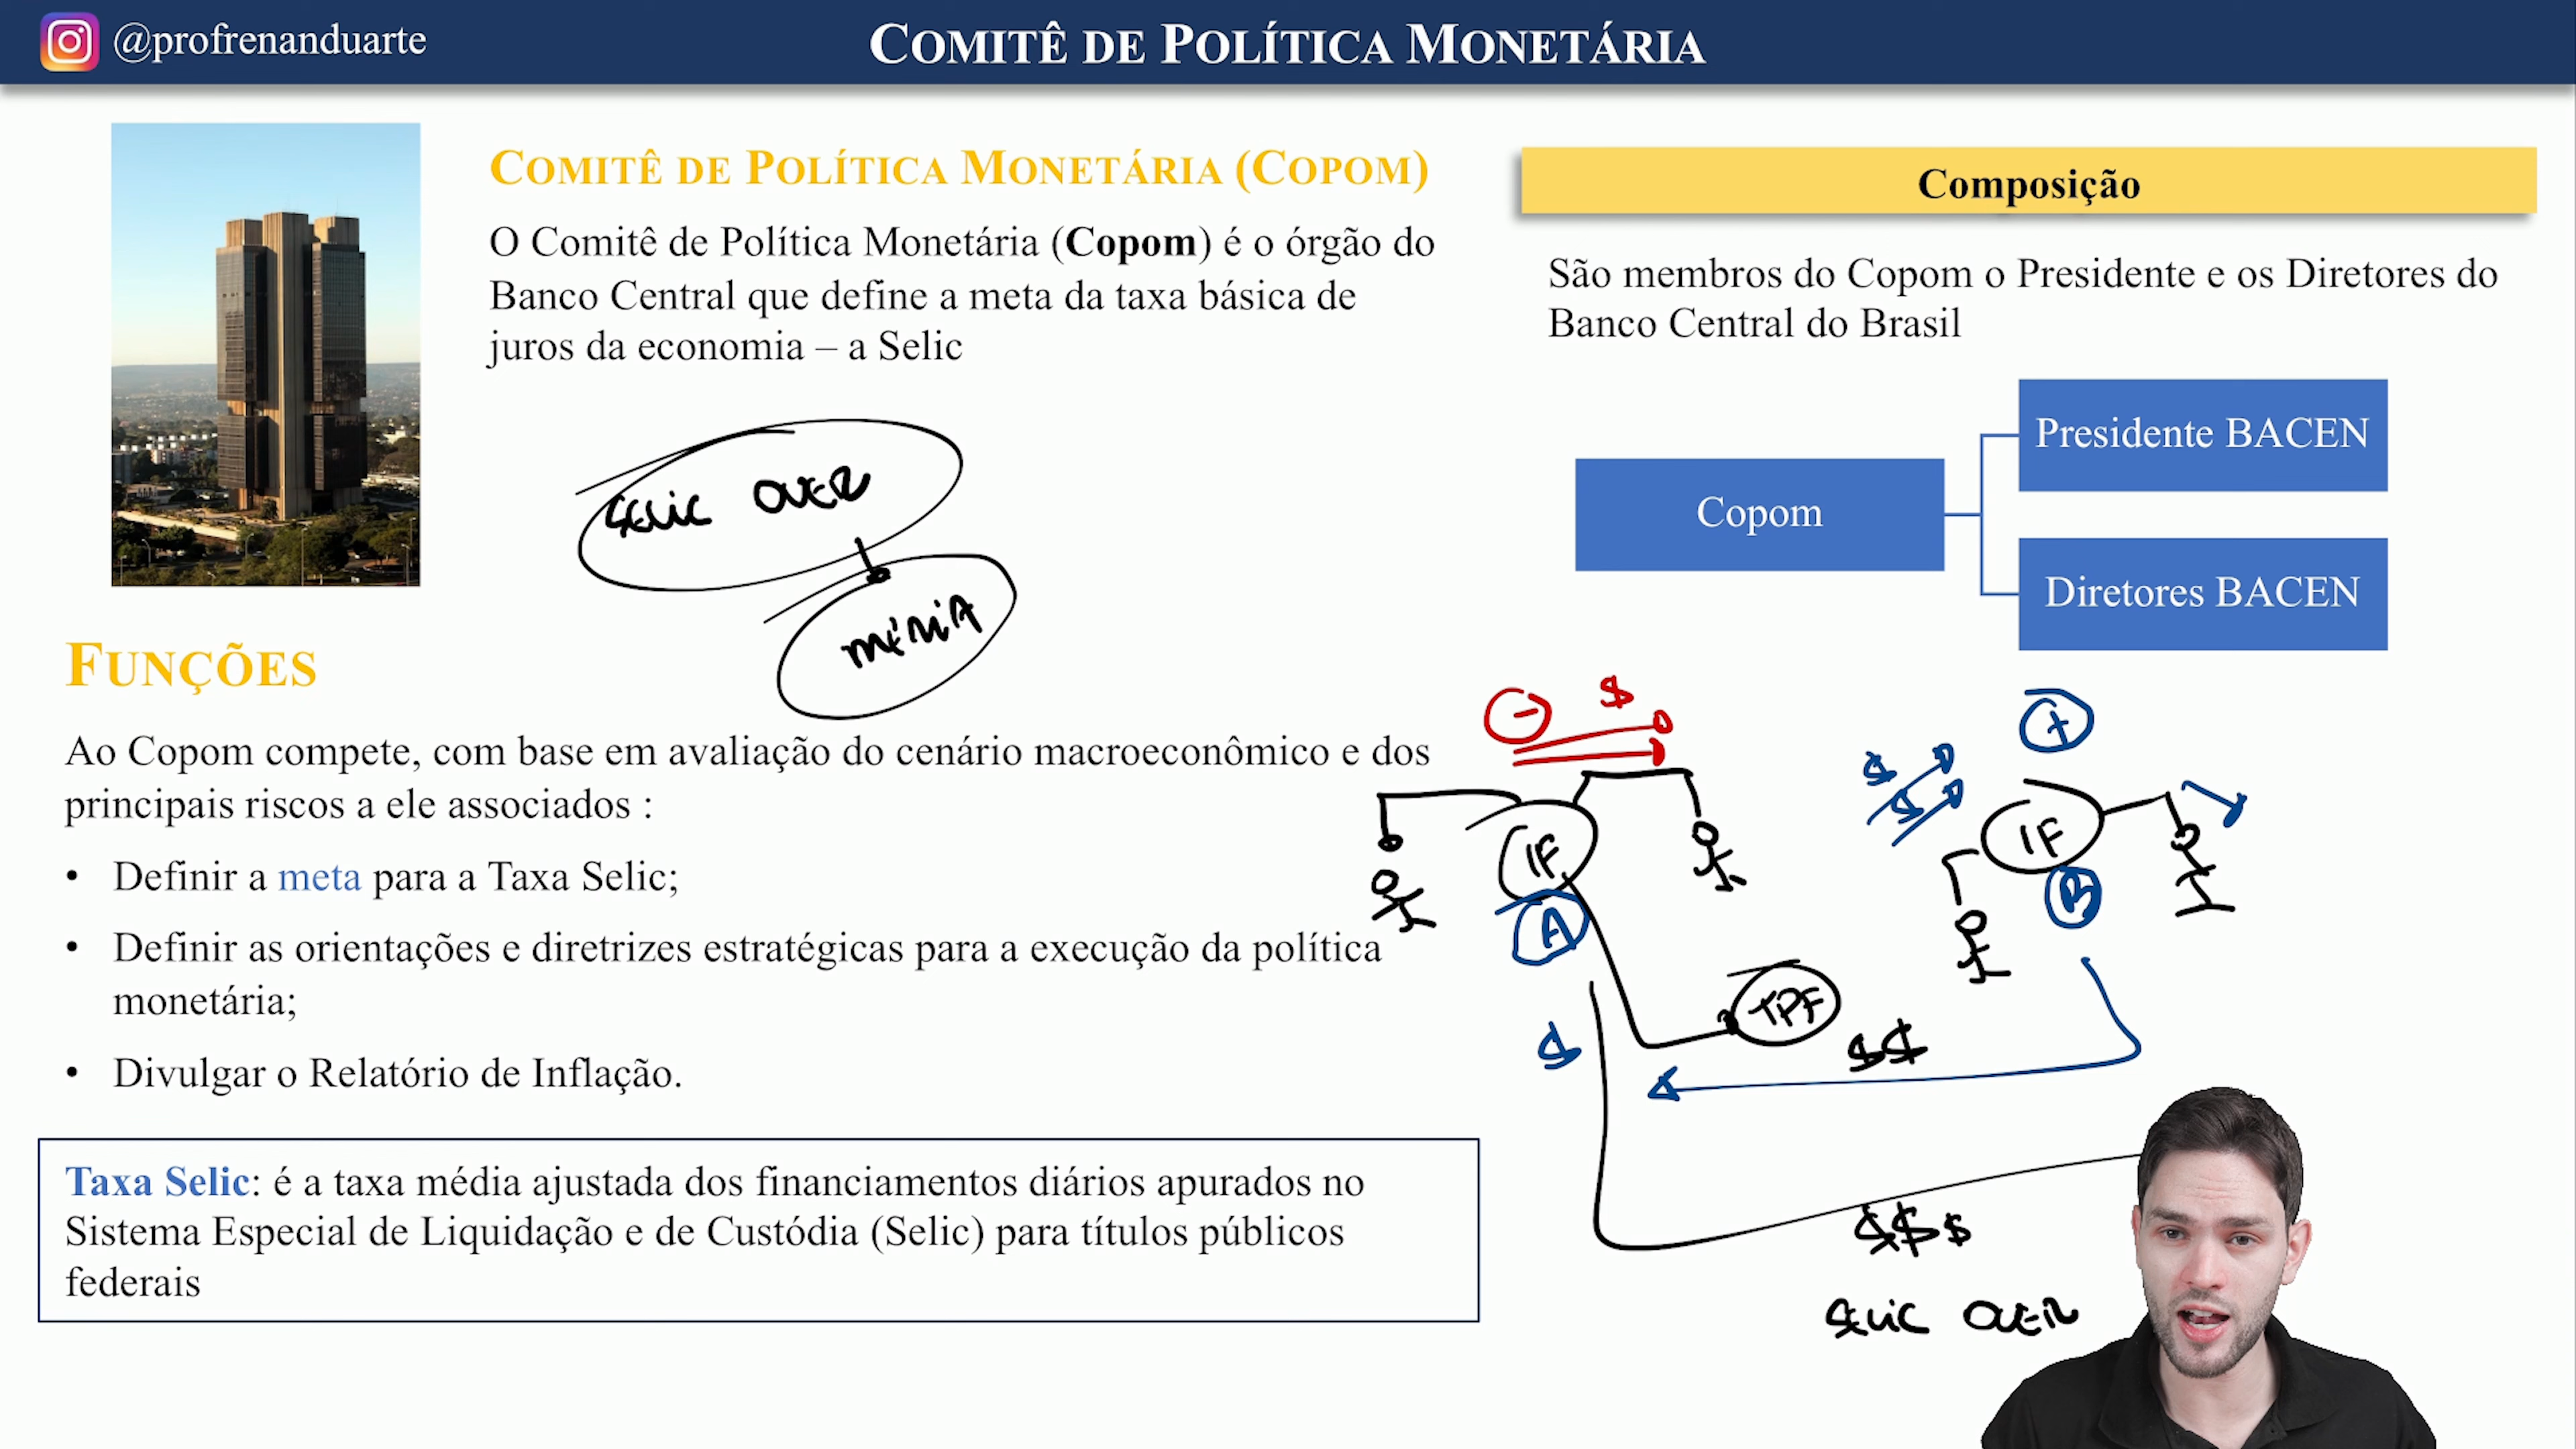 @profrenanduarte
COMITÊ DE POLÍTICA MONETÁRIA
COMITÊ DE POLÍTICA MONETÁRIA (COPOM)
O Comitê de Política Monetária (Copom) é o órgão do
Banco Central que define a meta da taxa básica de
juros da economia – a Selic
SELIC OVER
MÉDIA
FUNÇÕES
Ao Copom compete, com base em avaliação do cenário macroeconômico e dos
principais riscos a ele associados :
• Definir a meta para a Taxa Selic;
• Definir as orientações e diretrizes estratégicas para a execução da política
monetária;
• Divulgar o Relatório de Inflação.
Taxa Selic: é a taxa média ajustada dos financiamentos diários apurados no
Sistema Especial de Liquidação e de Custódia (Selic) para títulos públicos
federais
Composição
São membros do Copom o Presidente e os Diretores do
Banco Central do Brasil
Copom
Presidente BACEN
Diretores BACEN
- $
+
$
$
IF
A
IF
B
TPF
$
$$
$$$
SELIC OVER